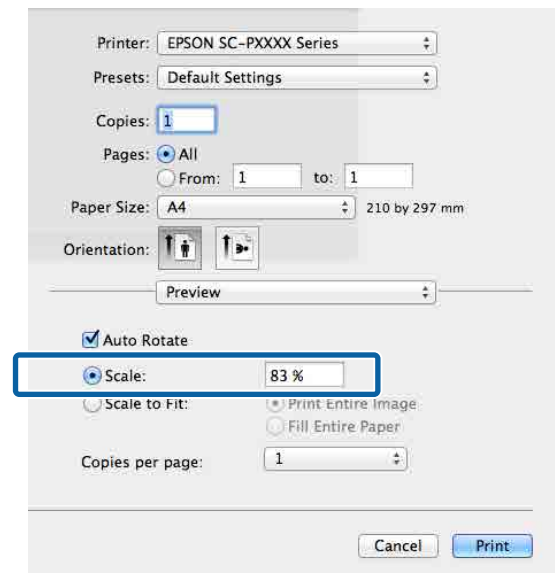 Printer: EPSON SC-PXXXX Series
Presets: Default Settings
Copies: 1
Pages: All
From: 1 to: 1
Paper Size: A4 210 by 297 mm
Orientation:
Preview
Auto Rotate
Scale: 83 %
Scale to Fit: Print Entire Image
Fill Entire Paper
Copies per page: 1
Cancel Print